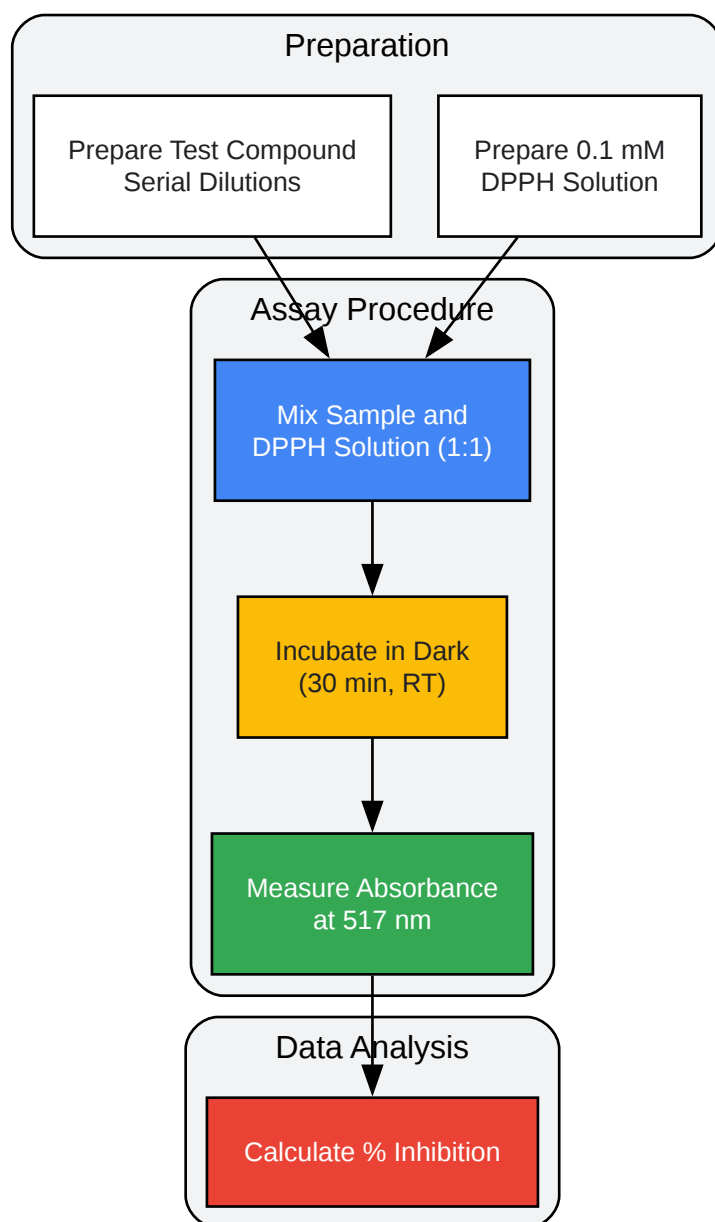 Preparation
Prepare Test Compound
Serial Dilutions
Prepare 0.1 mM
DPPH Solution
Assay Procedure
Mix Sample and
DPPH Solution (1:1)
Incubate in Dark
(30 min, RT)
Measure Absorbance
at 517 nm
Data Analysis
Calculate % Inhibition